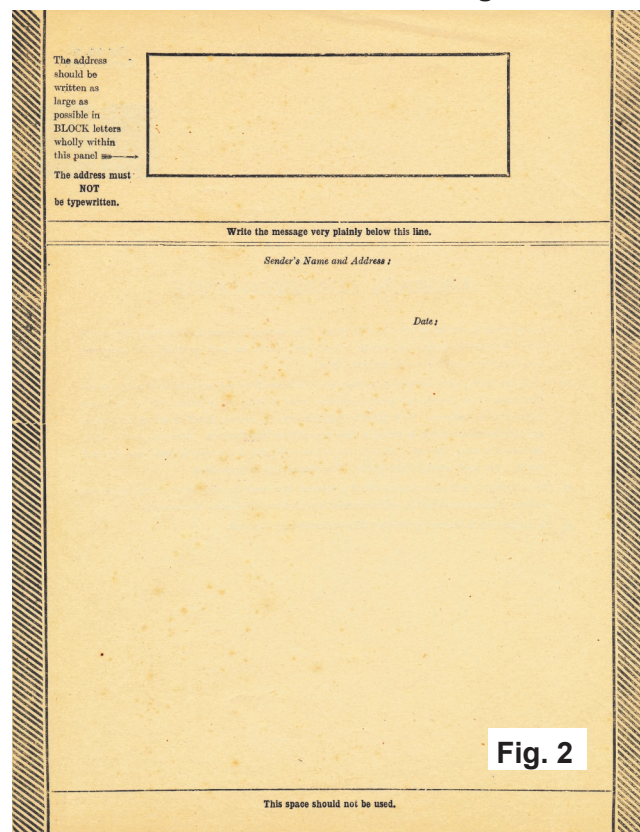 The address
should be
written as
large as
possible in
BLOCK letters
wholly within
this panel
The address must
NOT
be typewritten.
Write the message very plainly below this line.
Sender's Name and Address :
Date :
Fig. 2
This space should not be used.